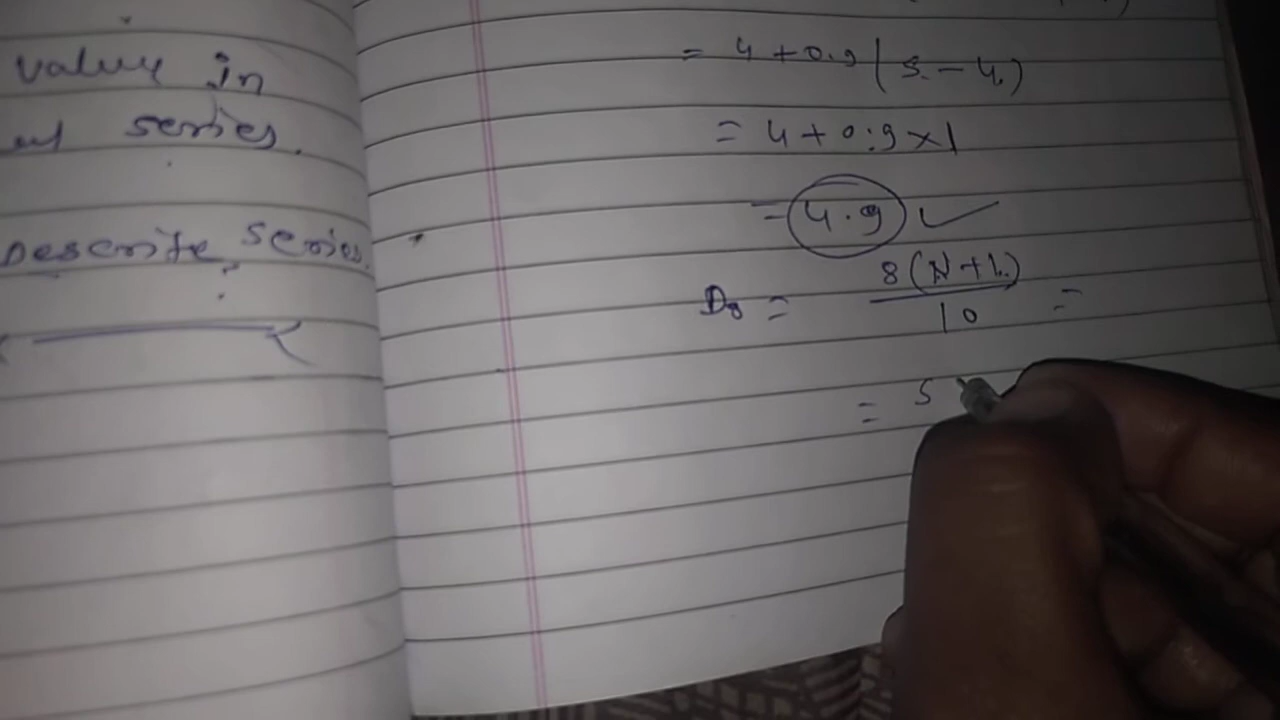 value in
series.
Descrite series.
= 4 + 0.9 ( 5 - 4 )
= 4 + 0.9 × 1
= 4.9 ✓
D8 = 8 ( N + 1 ) / 10 =
= 5